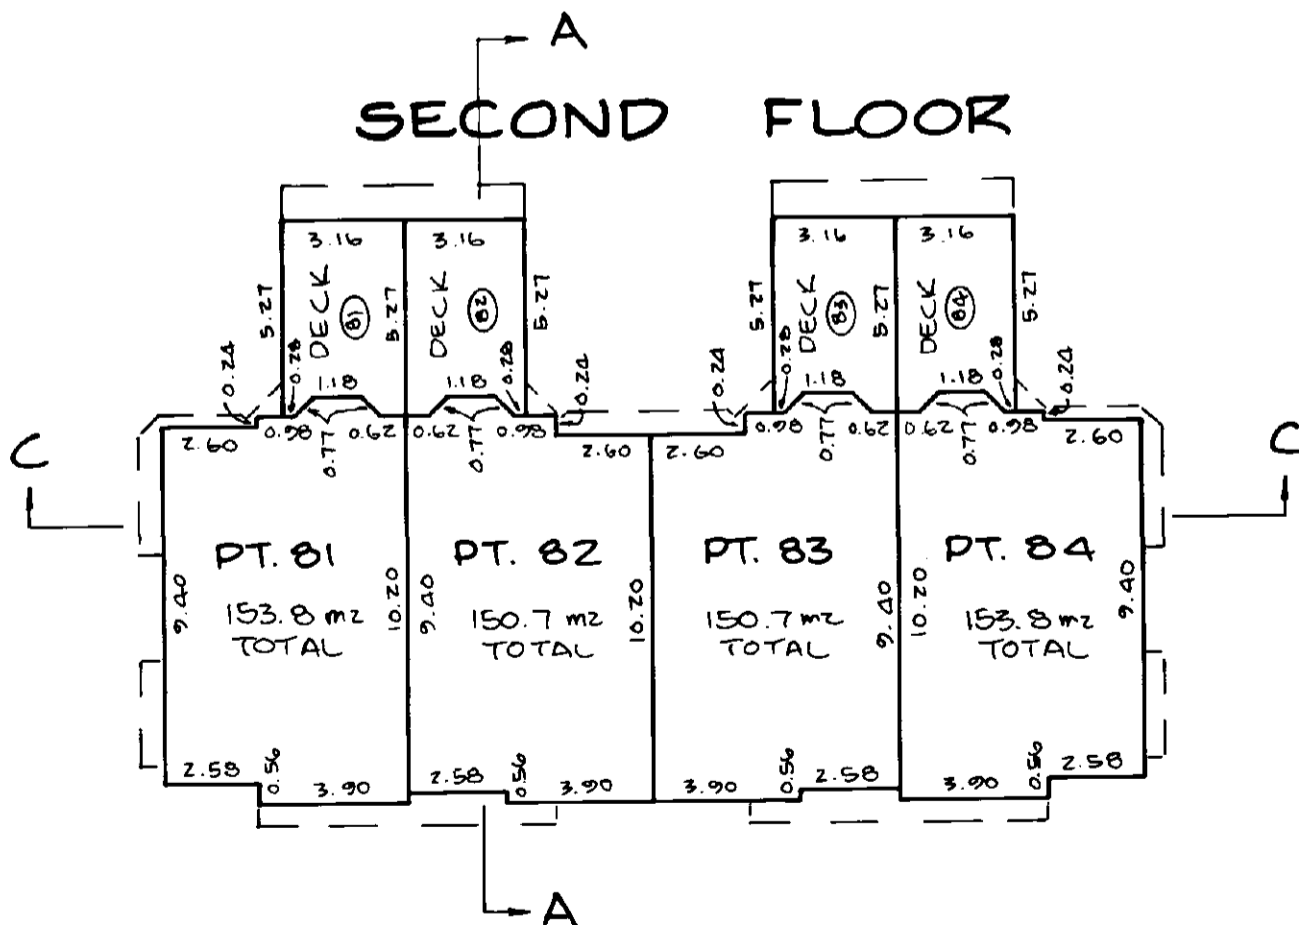 A
SECOND FLOOR
3.16 3.16 3.16 3.16
5.27 DECK 81 5.27 DECK 82 5.27 5.27 DECK 83 5.27 DECK 84 5.27
0.24 0.28 1.18 1.18 0.28 0.24 0.24 0.28 1.18 1.18 0.28 0.24
2.60 0.98 0.77 0.62 0.62 0.77 0.98 2.60 2.60 0.98 0.77 0.62 0.62 0.77 0.98 2.60
C C
PT. 81 PT. 82 PT. 83 PT. 84
9.40 10.20 9.40 10.20 9.40 10.20 9.40
153.8 m2 150.7 m2 150.7 m2 153.8 m2
TOTAL TOTAL TOTAL TOTAL
2.58 0.56 3.90 2.58 0.56 3.90 3.90 0.56 2.58 3.90 0.56 2.58
A